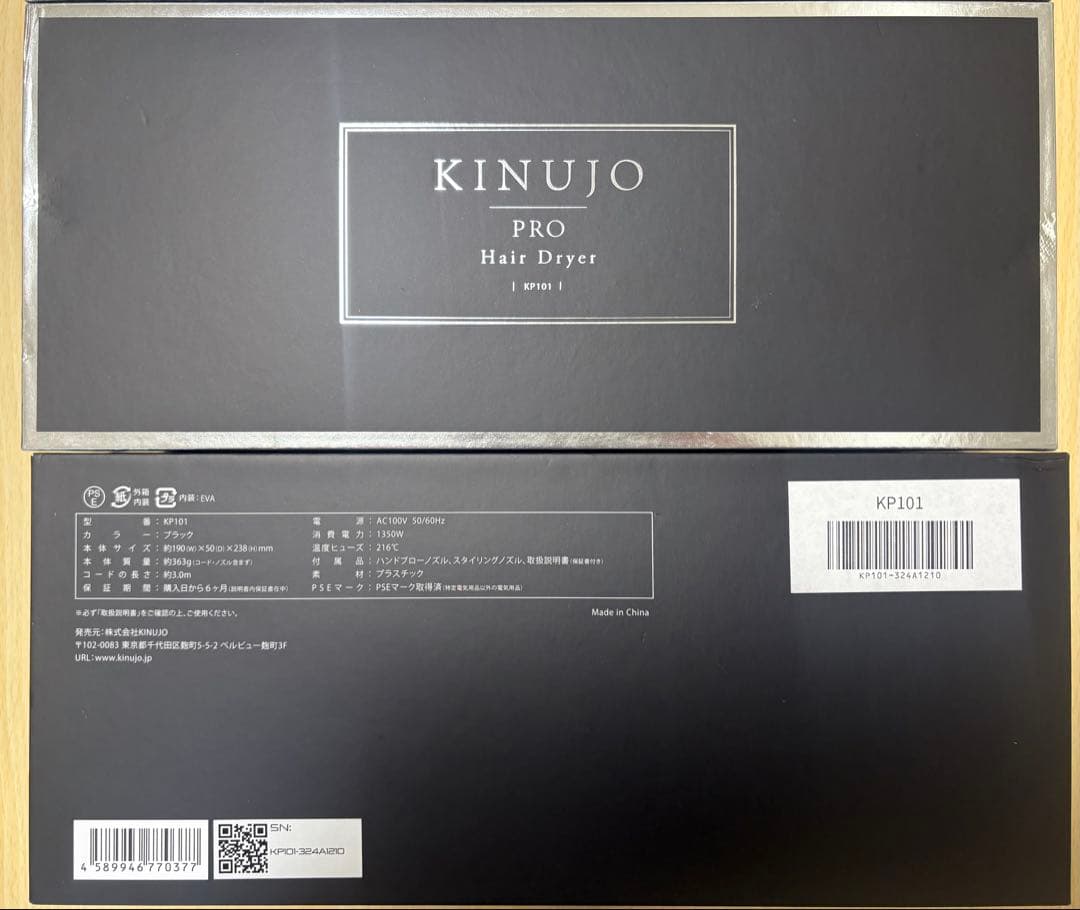 KINUJO
PRO
Hair Dryer
| KP101 |
PS E 紙 外箱 内装 プラ 内装:EVA
型番:KP101
カラー:ブラック
本体サイズ:約190(W)×50(D)×238(H)mm
本体質量:約363g(コード・ノズル含まず)
コードの長さ:約3.0m
保証期間:購入日から6ヶ月(説明書内保証書在中)
電源:AC100V 50/60Hz
消費電力:1350W
温度ヒューズ:216℃
付属品:ハンドブローノズル、スタイリングノズル、取扱説明書(保証書付き)
素材:プラスチック
PSEマーク:PSEマーク取得済(特定電気用品以外の電気用品)
※必ず「取扱説明書」をご確認の上、ご使用ください。
Made in China
発売元:株式会社KINUJO
〒102-0083 東京都千代田区麹町5-5-2 ベルビュー麹町3F
URL:www.kinujo.jp
KP101
KP101-324A1210
4 589946 770377
SN:
KP101-324A1210